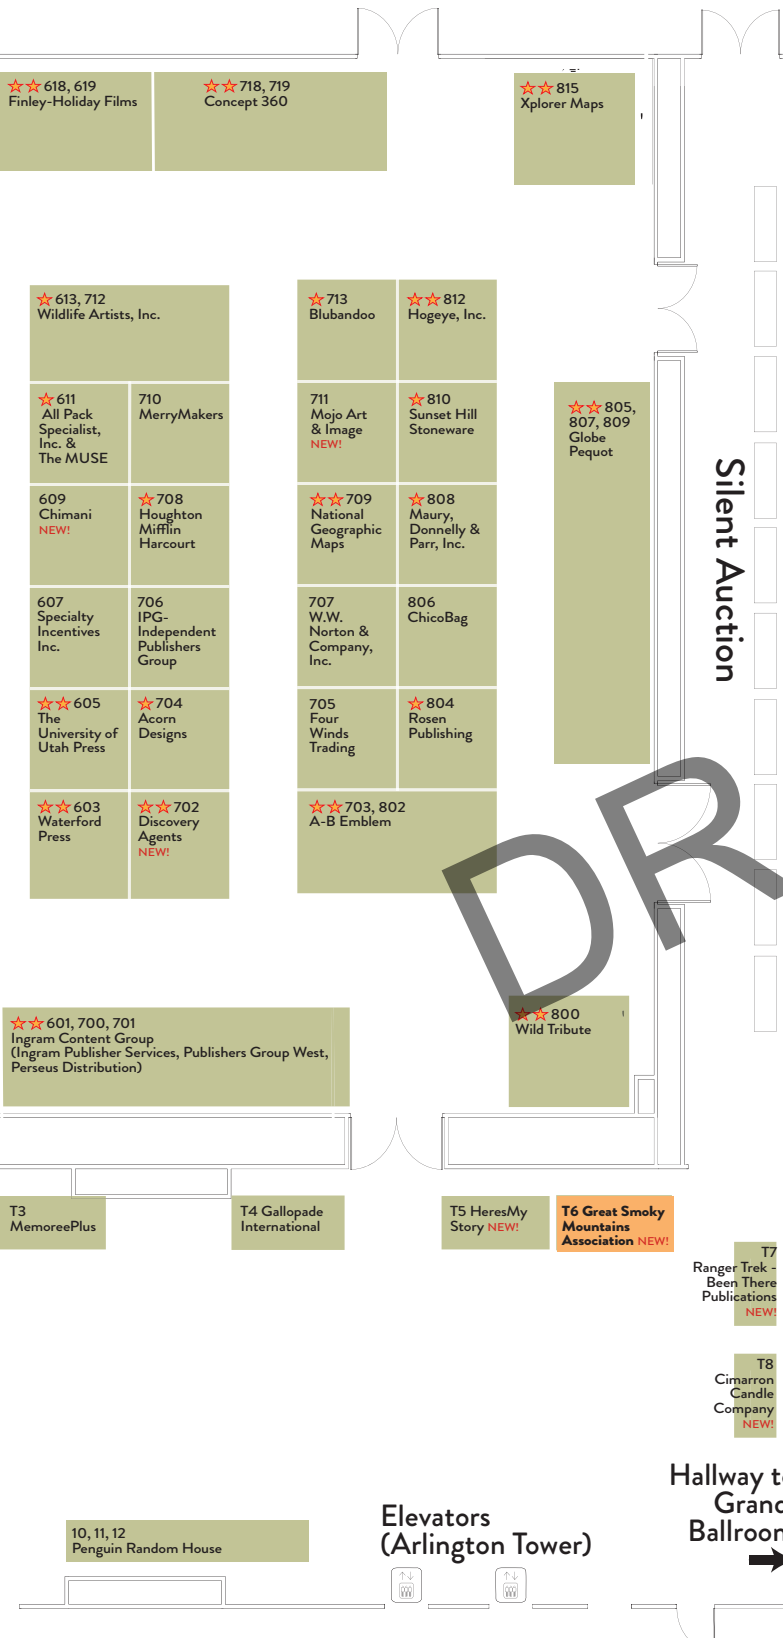 618, 619
Finley-Holiday Films
718, 719
Concept 360
815
Xplorer Maps
613, 712
Wildlife Artists, Inc.
713
Blubandoo
812
Hogeye, Inc.
611
All Pack
Specialist,
Inc. &
The MUSE
710
MerryMakers
711
Mojo Art
& Image
NEW!
810
Sunset Hill
Stoneware
805,
807, 809
Globe
Pequot
609
Chimani
NEW!
708
Houghton
Mifflin
Harcourt
709
National
Geographic
Maps
808
Maury,
Donnelly &
Parr, Inc.
Silent Auction
607
Specialty
Incentives
Inc.
706
IPG-
Independent
Publishers
Group
707
W.W.
Norton &
Company,
Inc.
806
ChicoBag
605
The
University of
Utah Press
704
Acorn
Designs
705
Four
Winds
Trading
804
Rosen
Publishing
603
Waterford
Press
702
Discovery
Agents
NEW!
703, 802
A-B Emblem
DR
601, 700, 701
Ingram Content Group
(Ingram Publisher Services, Publishers Group West,
Perseus Distribution)
800
Wild Tribute
T3
MemoreePlus
T4 Gallopade
International
T5 HeresMy
Story NEW!
T6 Great Smoky
Mountains
Association NEW!
T7
Ranger Trek -
Been There
Publications
NEW!
T8
Cimarron
Candle
Company
NEW!
Hallway to
Grand
Ballroom
10, 11, 12
Penguin Random House
Elevators
(Arlington Tower)